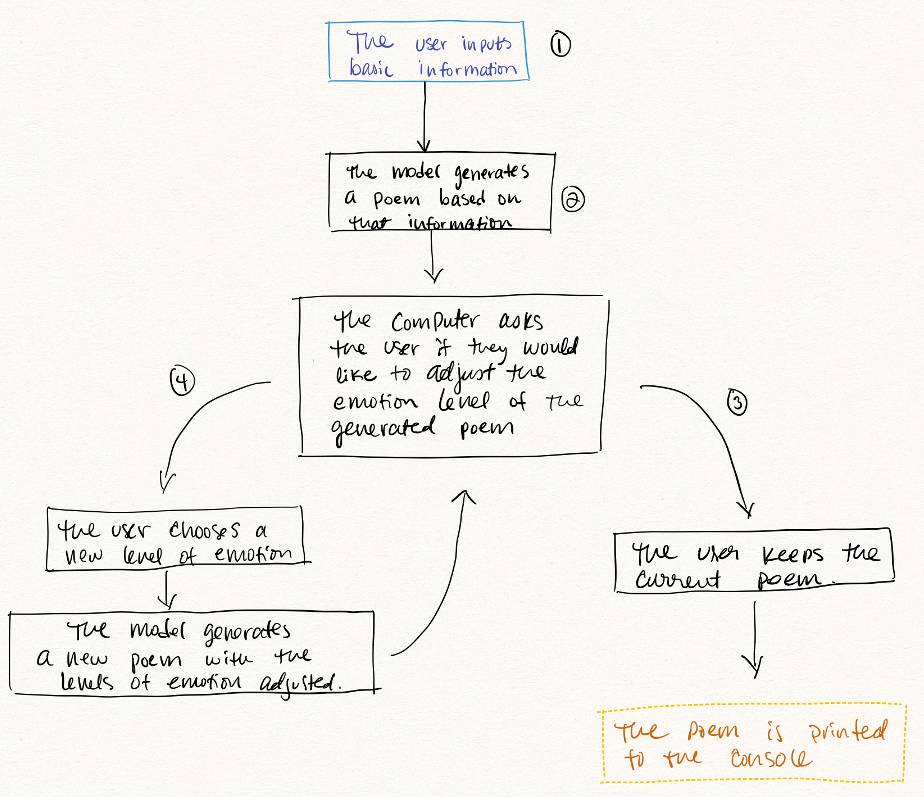 The user inputs
basic information
①
The model generates
a poem based on
that information
②
The computer asks
the user if they would
like to adjust the
emotion level of the
generated poem
④
③
The user chooses a
new level of emotion
The user keeps the
current poem.
The model generates
a new poem with the
levels of emotion adjusted.
The poem is printed
to the console